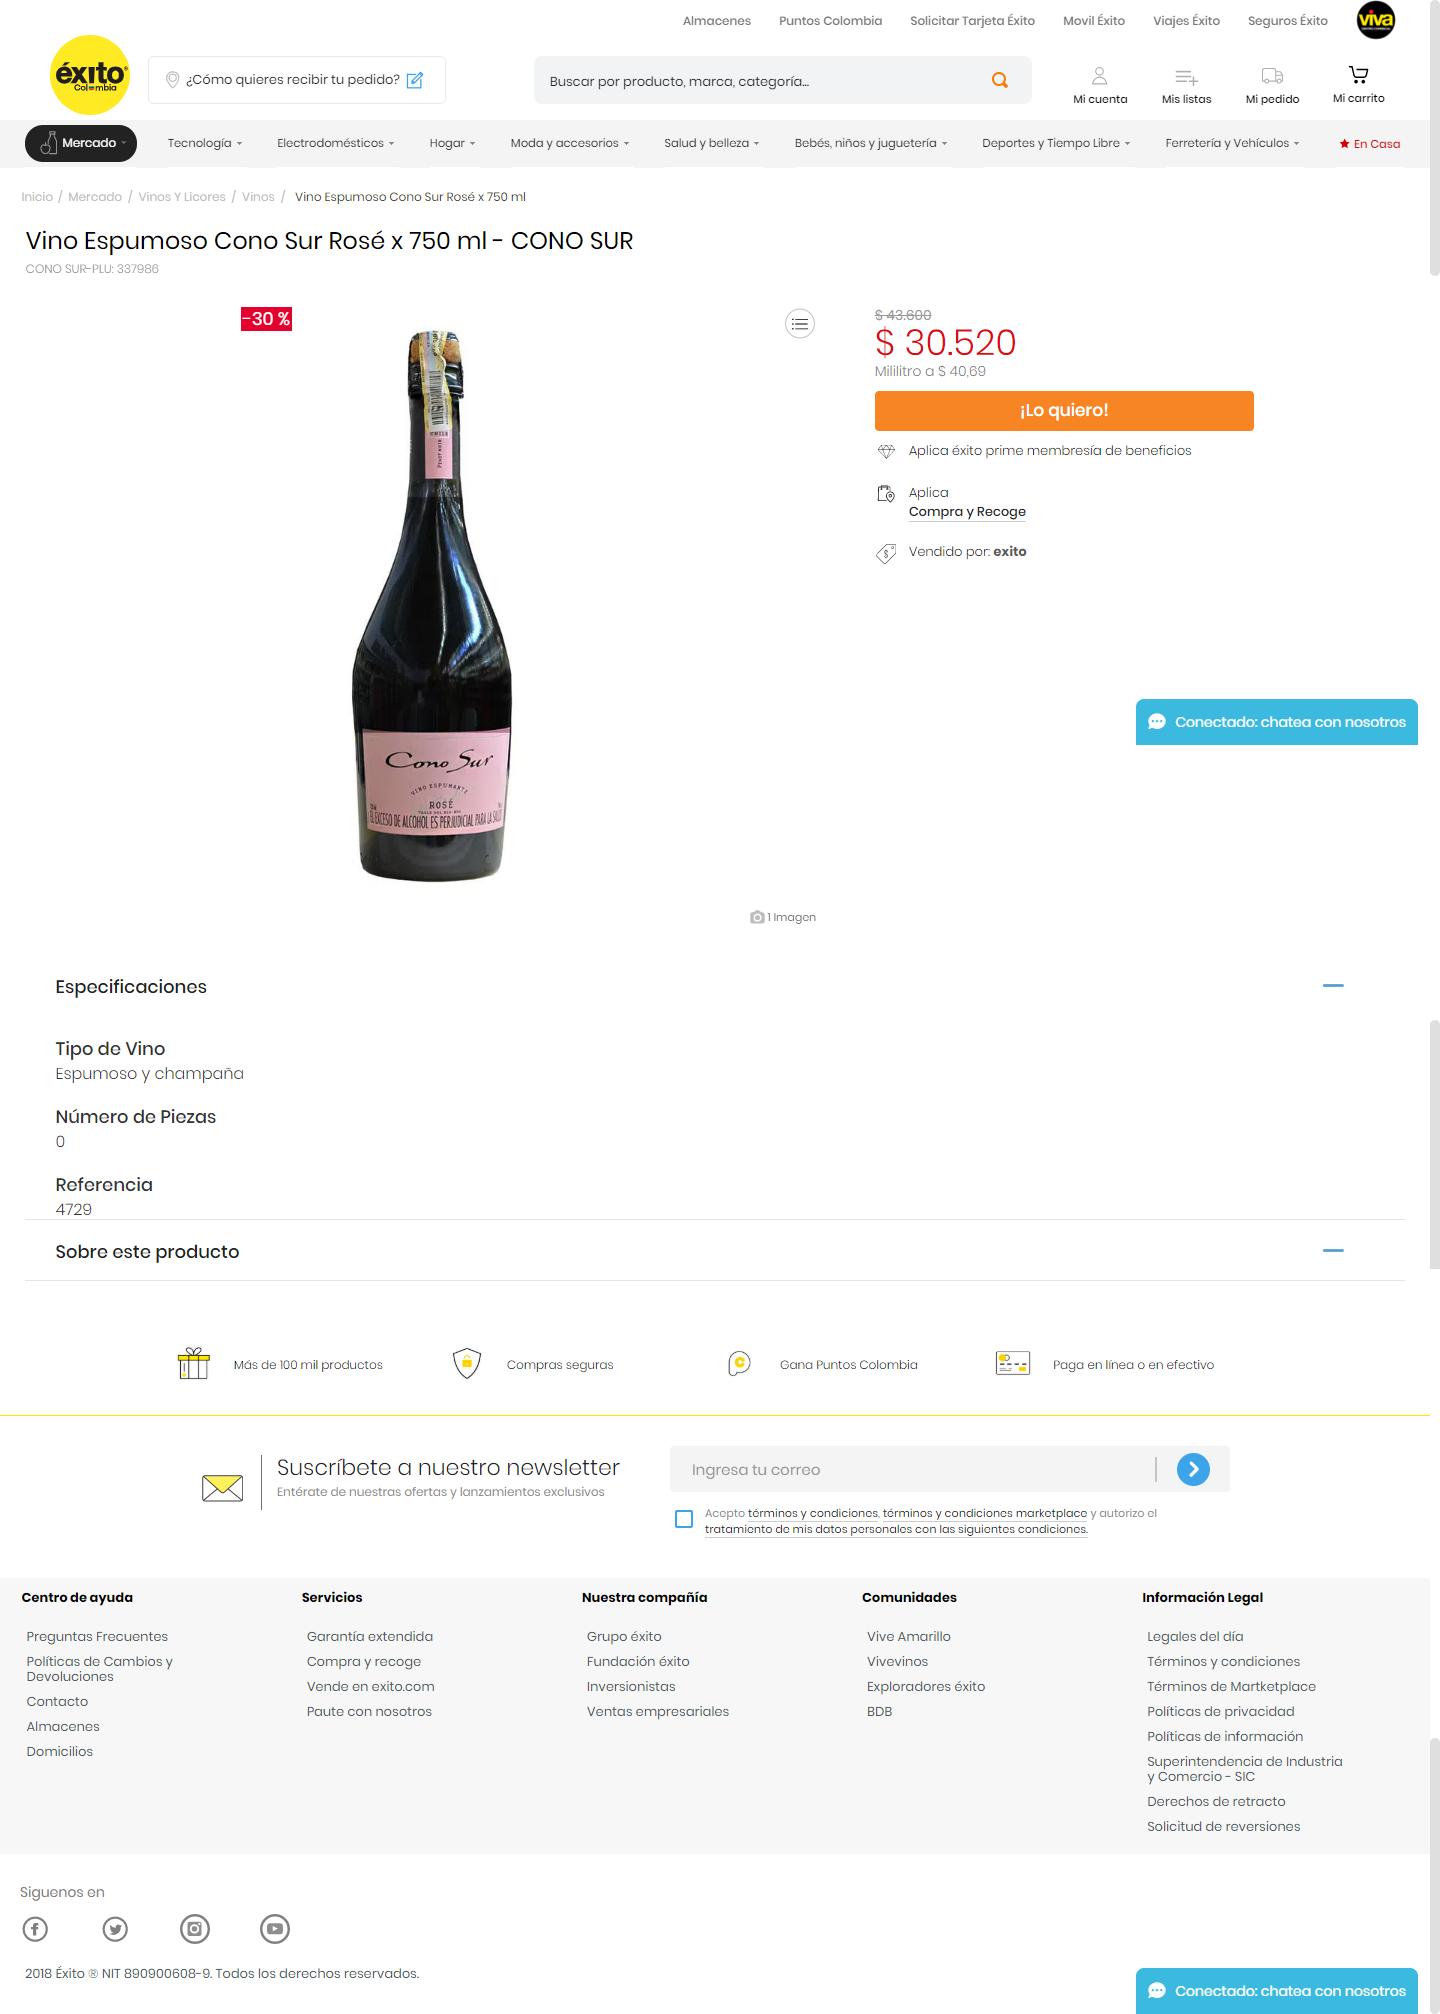 Almacenes Puntos Colombia Solicitar Tarjeta Éxito Movil Éxito Viajes Éxito Seguros Éxito viva
éxito
Colombia
¿Cómo quieres recibir tu pedido?
Buscar por producto, marca, categoría...
Mi cuenta Mis listas Mi pedido Mi carrito
Mercado Tecnología Electrodomésticos Hogar Moda y accesorios Salud y belleza Bebés, niños y juguetería Deportes y Tiempo Libre Ferretería y Vehículos En Casa
Inicio / Mercado / Vinos Y Licores / Vinos / Vino Espumoso Cono Sur Rosé x 750 ml
Vino Espumoso Cono Sur Rosé x 750 ml - CONO SUR
CONO SUR-PLU: 337986
-30 %
PINOT NOIR
Cono Sur
VINO ESPUMANTE
ROSÉ
EL EXCESO DE ALCOHOL ES PERJUDICIAL PARA LA SALUD
1 Imagen
$ 43.600
$ 30.520
Mililitro a $ 40,69
¡Lo quiero!
Aplica éxito prime membresía de beneficios
Aplica
Compra y Recoge
Vendido por: exito
Conectado: chatea con nosotros
Especificaciones
Tipo de Vino
Espumoso y champaña
Número de Piezas
0
Referencia
4729
Sobre este producto
Más de 100 mil productos
Compras seguras
Gana Puntos Colombia
Paga en línea o en efectivo
Suscríbete a nuestro newsletter
Entérate de nuestras ofertas y lanzamientos exclusivos
Ingresa tu correo
Acepto términos y condiciones, términos y condiciones marketplace y autorizo el
tratamiento de mis datos personales con las siguientes condiciones.
Centro de ayuda
Preguntas Frecuentes
Políticas de Cambios y
Devoluciones
Contacto
Almacenes
Domicilios
Servicios
Garantía extendida
Compra y recoge
Vende en exito.com
Paute con nosotros
Nuestra compañía
Grupo éxito
Fundación éxito
Inversionistas
Ventas empresariales
Comunidades
Vive Amarillo
Vivevinos
Exploradores éxito
BDB
Información Legal
Legales del día
Términos y condiciones
Términos de Martketplace
Políticas de privacidad
Políticas de información
Superintendencia de Industria
y Comercio - SIC
Derechos de retracto
Solicitud de reversiones
Siguenos en
2018 Éxito ® NIT 890900608-9. Todos los derechos reservados.
Conectado: chatea con nosotros